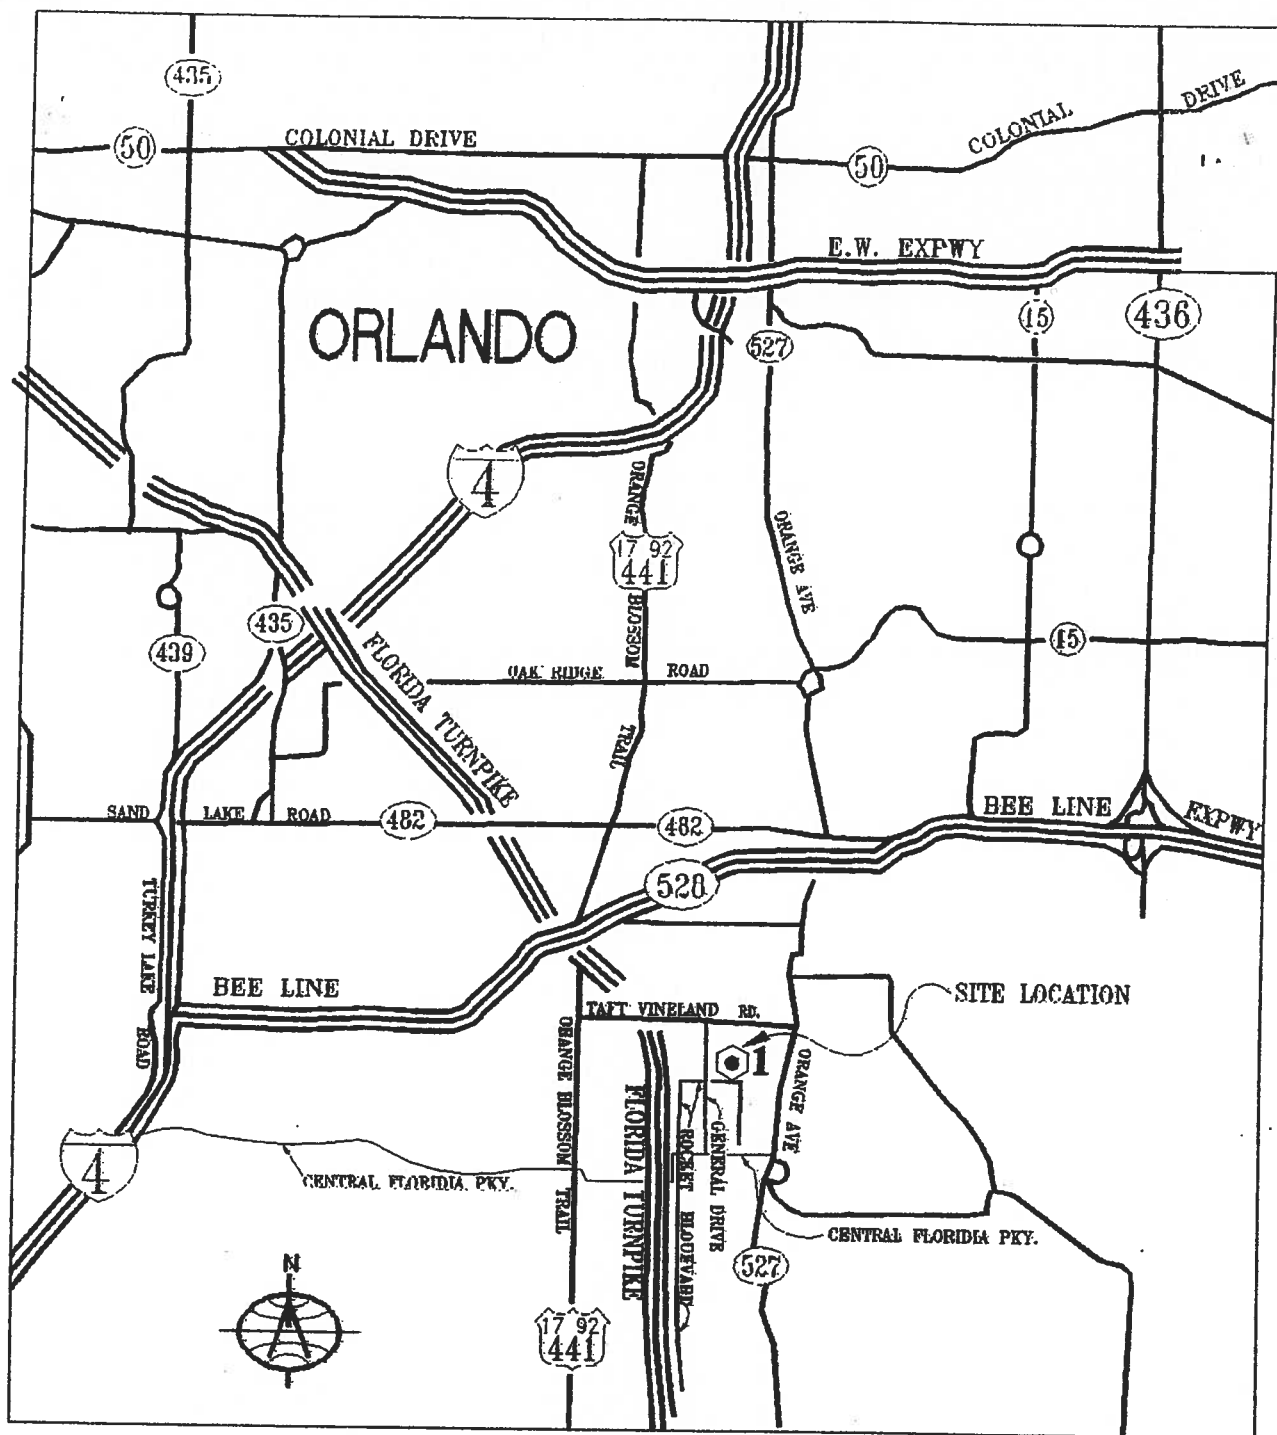 435
50
COLONIAL DRIVE
50
COLONIAL DRIVE
E.W. EXPWY
ORLANDO
527
15
436
4
ORANGE
17 92
441
BLOSSOM
TRAIL
ORANGE AVE
439
435
FLORIDA TURNPIKE
OAK RIDGE ROAD
15
SAND LAKE ROAD
482
482
BEE LINE EXPWY
528
TURKEY LAKE
ROAD
BEE LINE
SITE LOCATION
TAFT VINELAND RD.
1
ORANGE BLOSSOM TRAIL
FLORIDA TURNPIKE
ROCKET BLOUEVARD
GENERAL DRIVE
ORANGE AVE
4
CENTRAL FLORIDIA PKY.
CENTRAL FLORIDIA PKY.
527
N
17 92
441